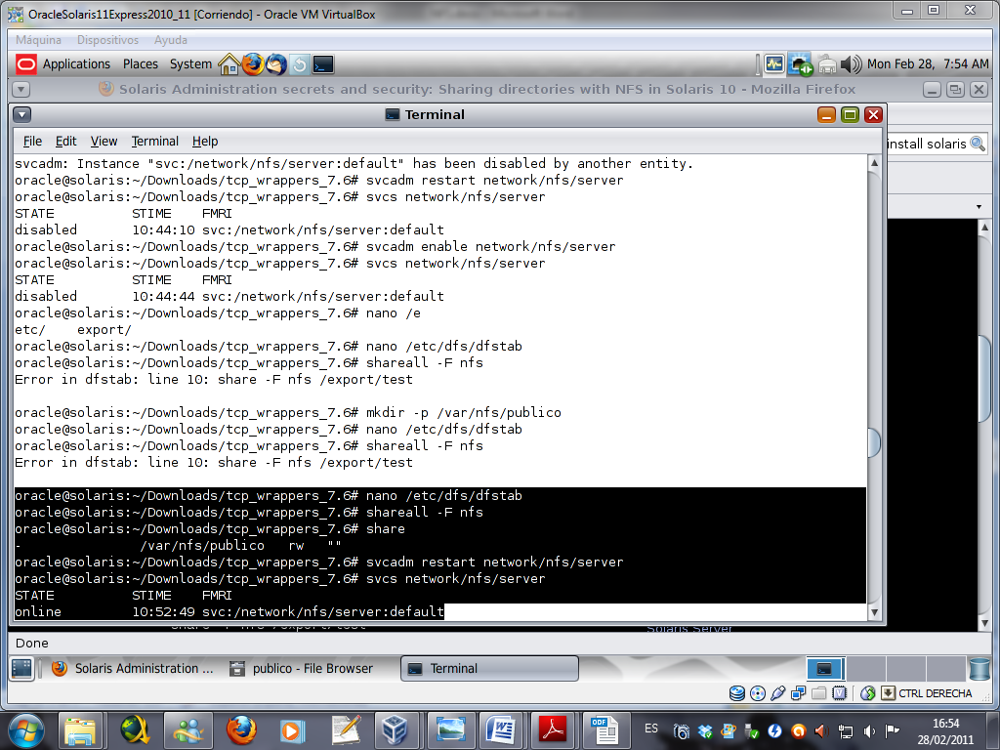 OracleSolaris11Express2010_11 [Corriendo] - Oracle VM VirtualBox
Máquina Dispositivos Ayuda
Applications Places System Mon Feb 28, 7:54 AM
Solaris Administration secrets and security: Sharing directories with NFS in Solaris 10 - Mozilla Firefox
Terminal
File Edit View Terminal Help
install solaris
svcadm: Instance "svc:/network/nfs/server:default" has been disabled by another entity.
oracle@solaris:~/Downloads/tcp_wrappers_7.6# svcadm restart network/nfs/server
oracle@solaris:~/Downloads/tcp_wrappers_7.6# svcs network/nfs/server
STATE STIME FMRI
disabled 10:44:10 svc:/network/nfs/server:default
oracle@solaris:~/Downloads/tcp_wrappers_7.6# svcadm enable network/nfs/server
oracle@solaris:~/Downloads/tcp_wrappers_7.6# svcs network/nfs/server
STATE STIME FMRI
disabled 10:44:44 svc:/network/nfs/server:default
oracle@solaris:~/Downloads/tcp_wrappers_7.6# nano /e
etc/ export/
oracle@solaris:~/Downloads/tcp_wrappers_7.6# nano /etc/dfs/dfstab
oracle@solaris:~/Downloads/tcp_wrappers_7.6# shareall -F nfs
Error in dfstab: line 10: share -F nfs /export/test
oracle@solaris:~/Downloads/tcp_wrappers_7.6# mkdir -p /var/nfs/publico
oracle@solaris:~/Downloads/tcp_wrappers_7.6# nano /etc/dfs/dfstab
oracle@solaris:~/Downloads/tcp_wrappers_7.6# shareall -F nfs
Error in dfstab: line 10: share -F nfs /export/test
oracle@solaris:~/Downloads/tcp_wrappers_7.6# nano /etc/dfs/dfstab
oracle@solaris:~/Downloads/tcp_wrappers_7.6# shareall -F nfs
oracle@solaris:~/Downloads/tcp_wrappers_7.6# share
- /var/nfs/publico rw ""
oracle@solaris:~/Downloads/tcp_wrappers_7.6# svcadm restart network/nfs/server
oracle@solaris:~/Downloads/tcp_wrappers_7.6# svcs network/nfs/server
STATE STIME FMRI
online 10:52:49 svc:/network/nfs/server:default
Solaris Server
Done
Solaris Administration ... publico - File Browser Terminal
CTRL DERECHA
ES 16:54
28/02/2011